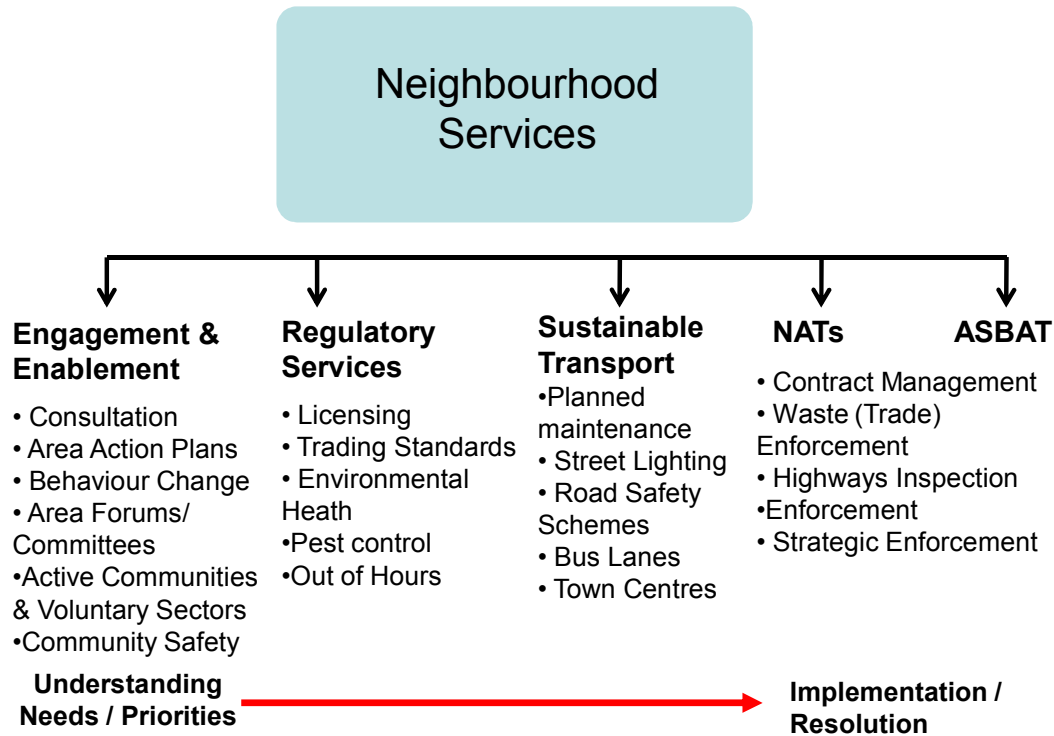 Neighbourhood
Services
Engagement &
Enablement
• Consultation
• Area Action Plans
• Behaviour Change
• Area Forums/
Committees
•Active Communities
& Voluntary Sectors
•Community Safety
Regulatory
Services
• Licensing
• Trading Standards
• Environmental
Heath
•Pest control
•Out of Hours
Sustainable
Transport
•Planned
maintenance
• Street Lighting
• Road Safety
Schemes
• Bus Lanes
• Town Centres
NATs
ASBAT
• Contract Management
• Waste (Trade)
Enforcement
• Highways Inspection
•Enforcement
• Strategic Enforcement
Understanding
Needs / Priorities
Implementation /
Resolution